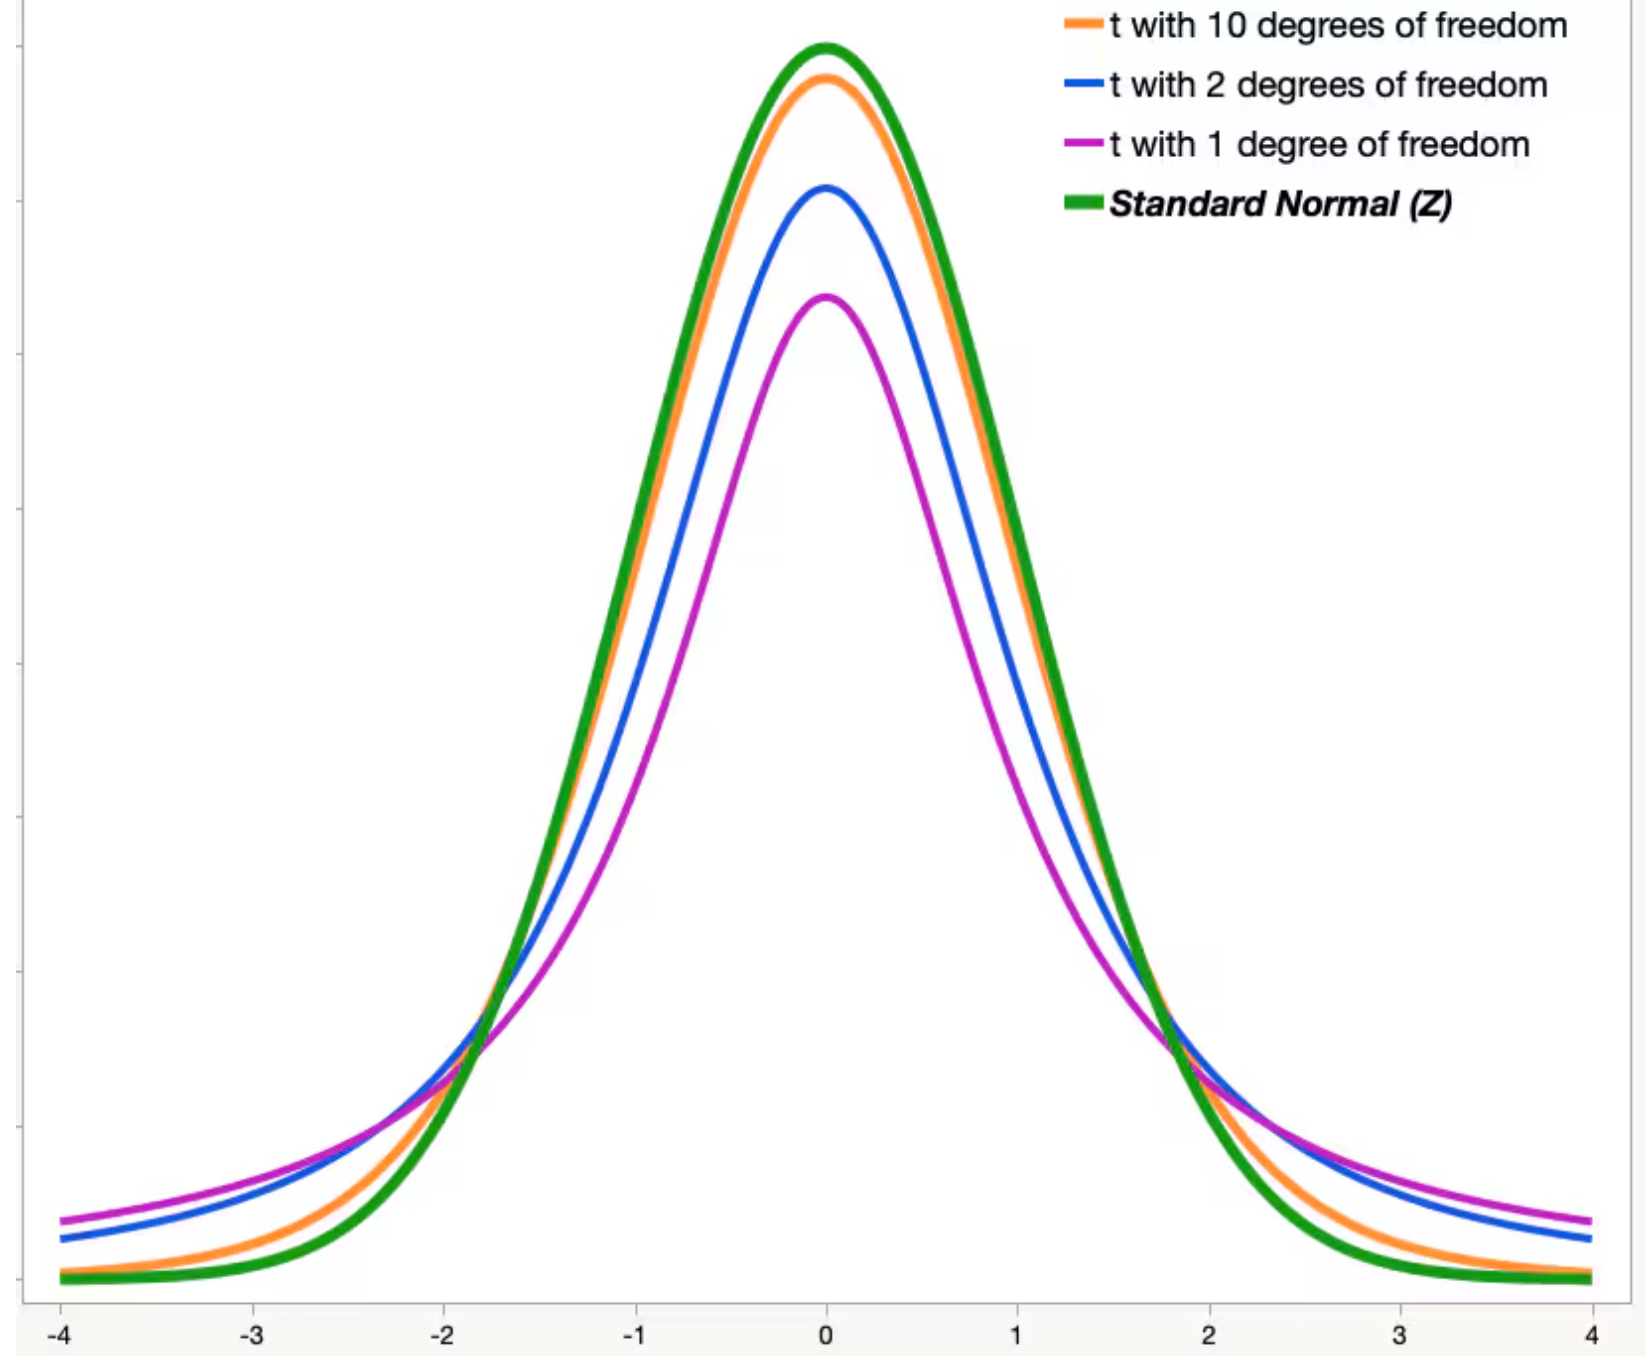 t with 10 degrees of freedom
t with 2 degrees of freedom
t with 1 degree of freedom
Standard Normal (Z)
-4 -3 -2 -1 0 1 2 3 4